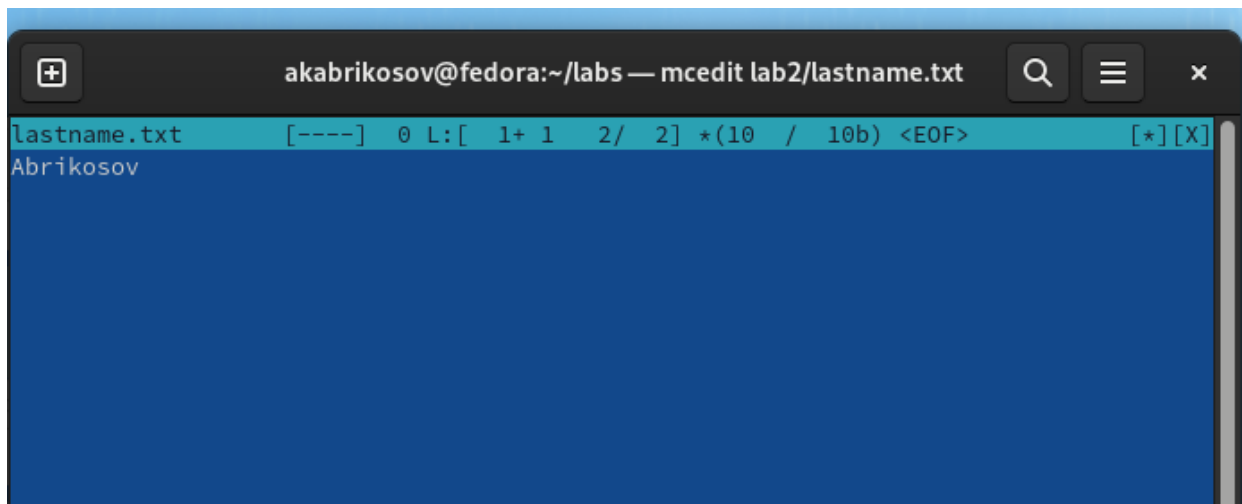 akabrikosov@fedora:~/labs — mcedit lab2/lastname.txt
lastname.txt [----] 0 L:[ 1+ 1 2/ 2] *(10 / 10b) <EOF> [*][X]
Abrikosov